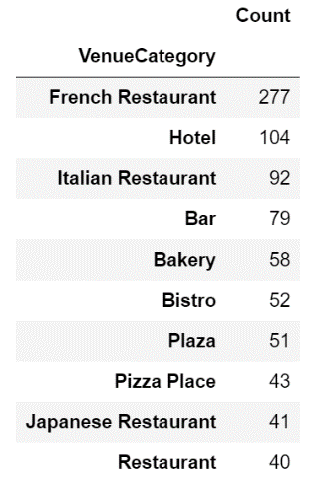 Count
VenueCategory
French Restaurant 277
Hotel 104
Italian Restaurant 92
Bar 79
Bakery 58
Bistro 52
Plaza 51
Pizza Place 43
Japanese Restaurant 41
Restaurant 40